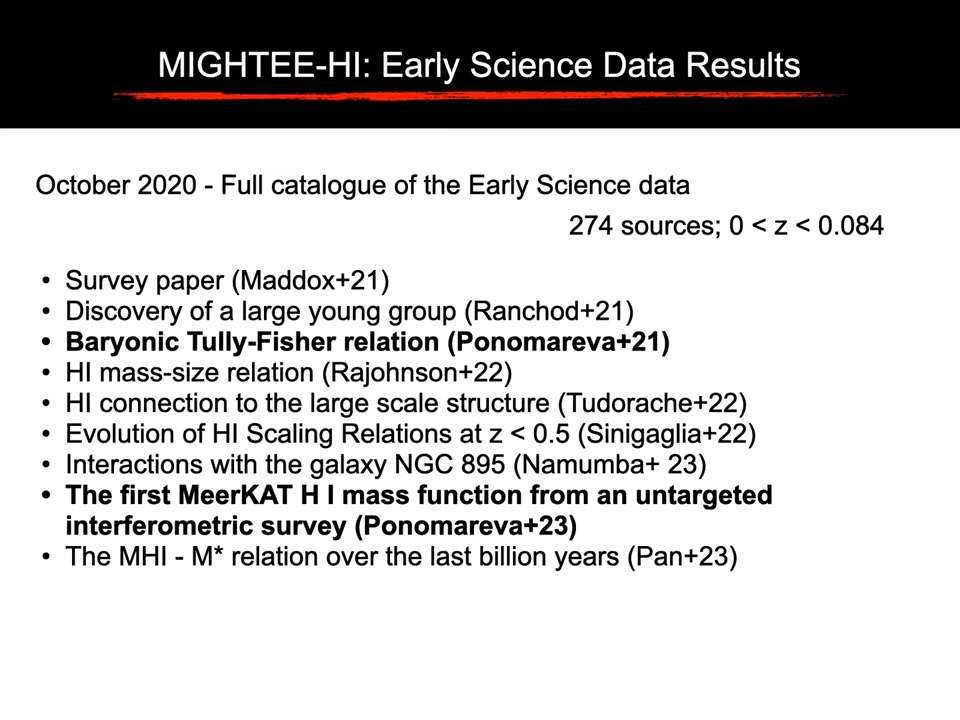 MIGHTEE-HI: Early Science Data Results
October 2020 - Full catalogue of the Early Science data
274 sources; 0 < z < 0.084
• Survey paper (Maddox+21)
• Discovery of a large young group (Ranchod+21)
• Baryonic Tully-Fisher relation (Ponomareva+21)
• HI mass-size relation (Rajohnson+22)
• HI connection to the large scale structure (Tudorache+22)
• Evolution of HI Scaling Relations at z < 0.5 (Sinigaglia+22)
• Interactions with the galaxy NGC 895 (Namumba+ 23)
• The first MeerKAT H I mass function from an untargeted
interferometric survey (Ponomareva+23)
• The MHI - M* relation over the last billion years (Pan+23)